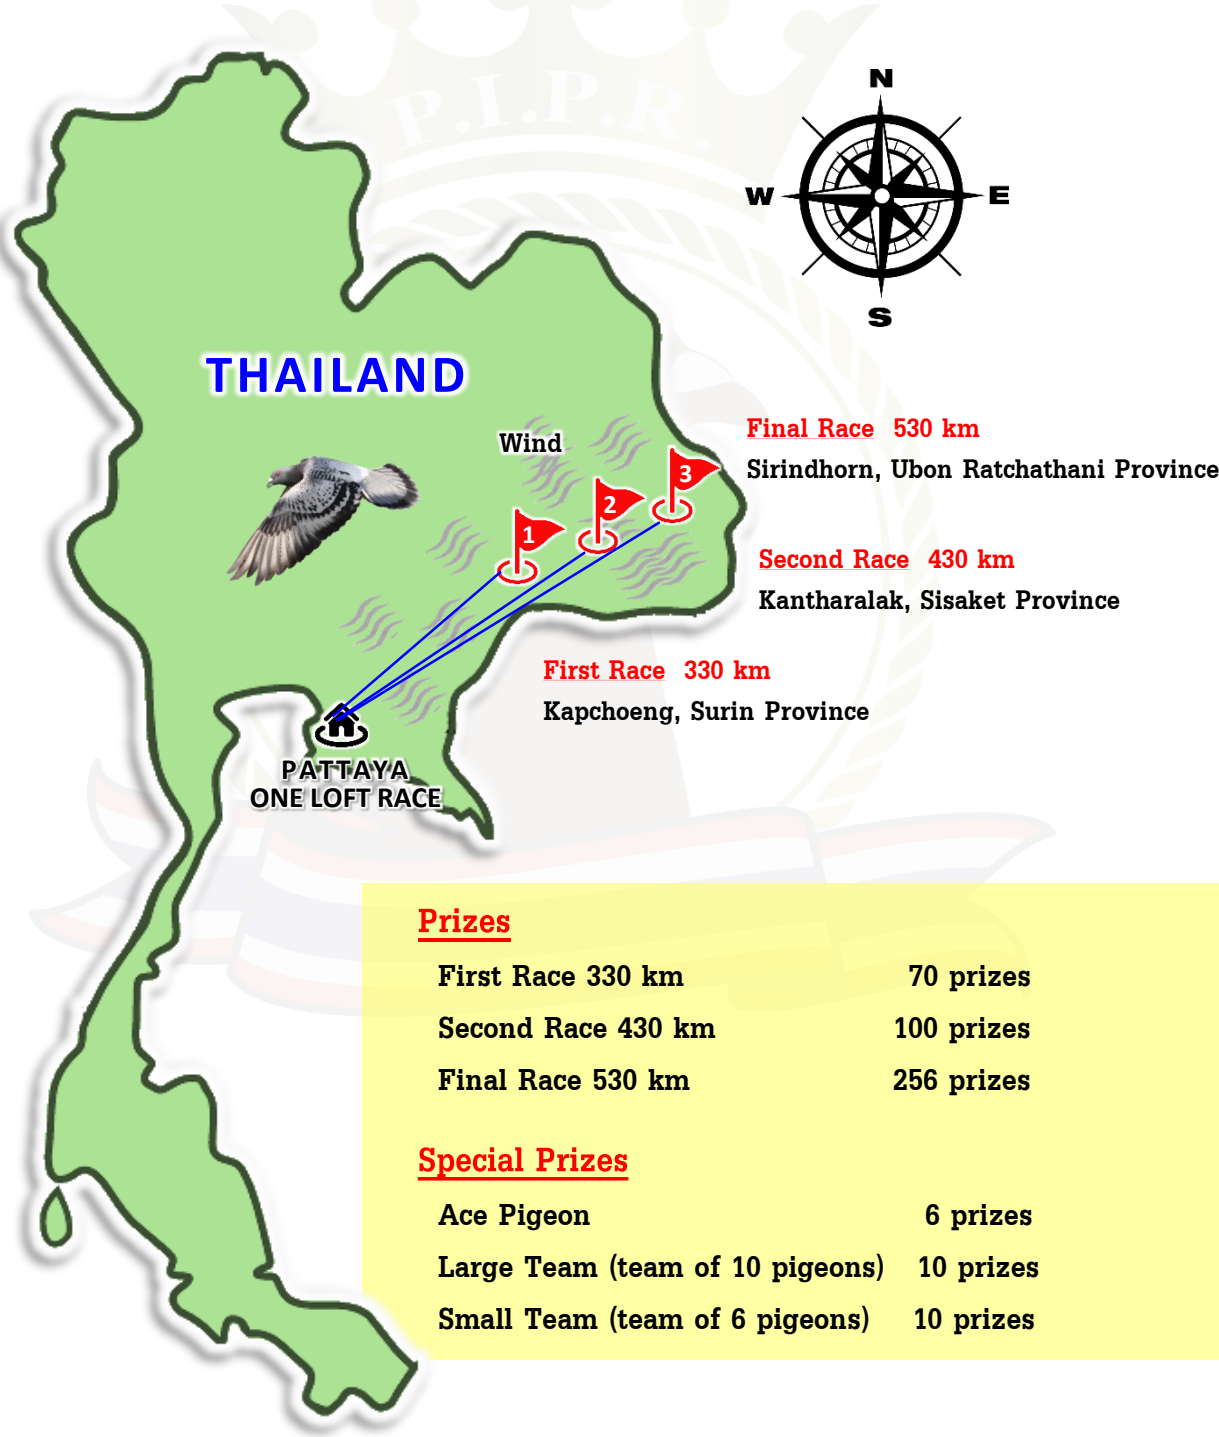 P.I.P.R.
N
W E
S
THAILAND
Wind
1
2
3
Final Race 530 km
Sirindhorn, Ubon Ratchathani Province
Second Race 430 km
Kantharalak, Sisaket Province
First Race 330 km
Kapchoeng, Surin Province
PATTAYA
ONE LOFT RACE
Prizes
First Race 330 km 70 prizes
Second Race 430 km 100 prizes
Final Race 530 km 256 prizes
Special Prizes
Ace Pigeon 6 prizes
Large Team (team of 10 pigeons) 10 prizes
Small Team (team of 6 pigeons) 10 prizes